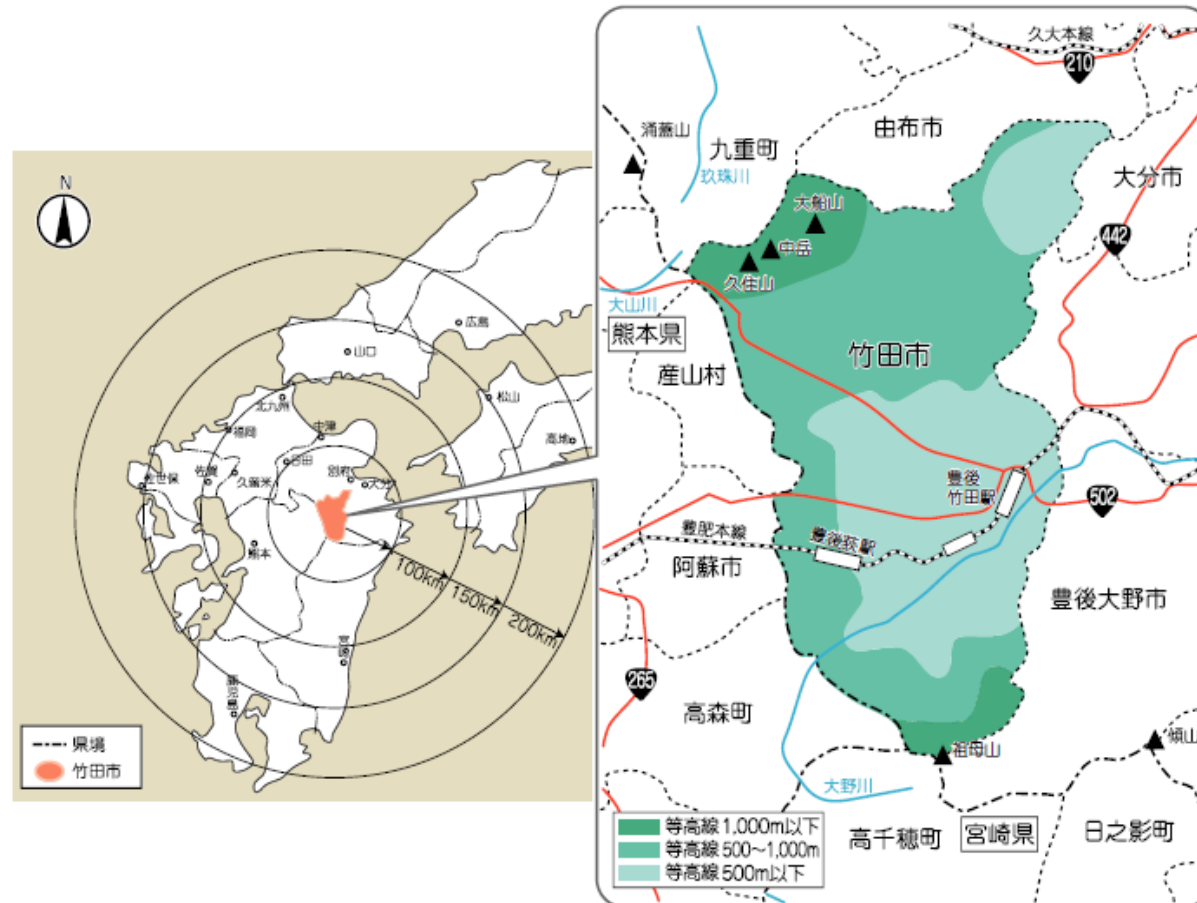 N
広島
山口
松山
北九州
中津
福岡
高地
日田
別府
大分
佐賀
久留米
佐世保
熊本
100km
150km
200km
宮崎
鹿児島
県境
竹田市
久大本線
210
涌蓋山
九重町
由布市
玖珠川
大分市
大船山
中岳
久住山
442
大山川
熊本県
竹田市
産山村
豊後
竹田駅
502
豊肥本線
豊後荻駅
阿蘇市
豊後大野市
265
高森町
祖母山
傾山
大野川
高千穂町
宮崎県
日之影町
等高線 1,000m以下
等高線 500〜1,000m
等高線 500m以下